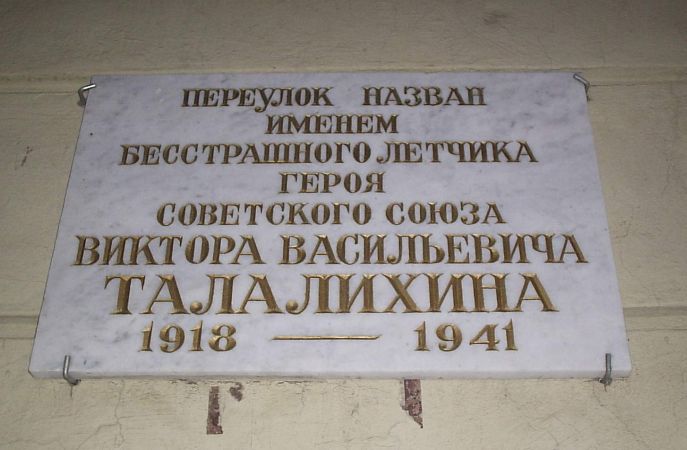 ПЕРЕУЛОК НАЗВАН
ИМЕНЕМ
БЕССТРАШНОГО ЛЕТЧИКА
ГЕРОЯ
СОВЕТСКОГО СОЮЗА
ВИКТОРА ВАСИЛЬЕВИЧА
ТАЛАЛИХИНА
1918 — 1941